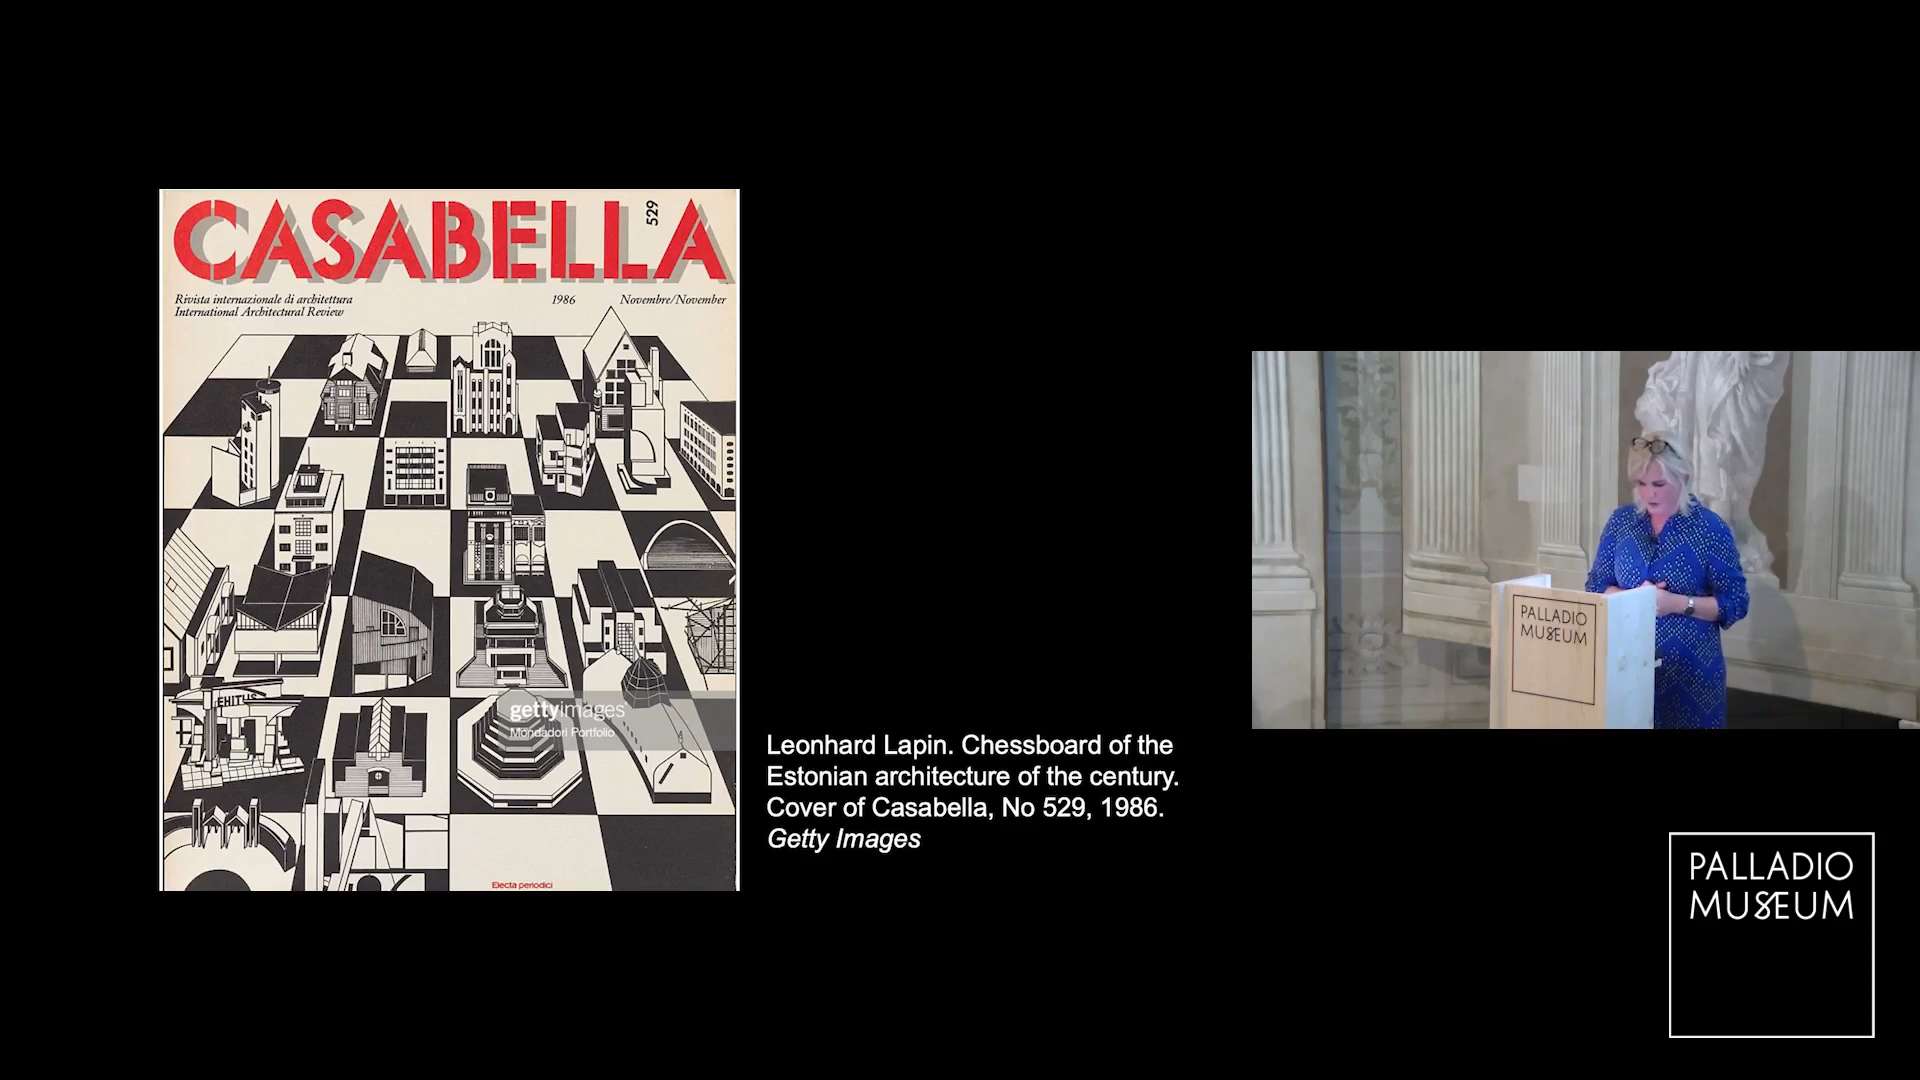 CASABELLA
529
Rivista internazionale di architettura
International Architectural Review
1986
Novembre/November
EHITUS
gettyimages
Mondadori Portfolio
Electa periodici
Leonhard Lapin. Chessboard of the
Estonian architecture of the century.
Cover of Casabella, No 529, 1986.
Getty Images
PALLADIO
MUSEUM
PALLADIO
MUSEUM